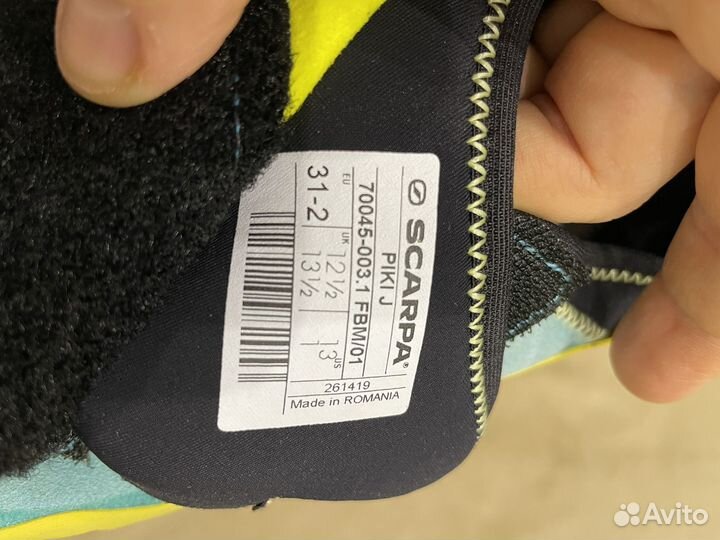 SCARPA®
PIKI J
70045-003.1 FBM/01
EU UK US
31-2 12½ 13
13½ 1
261419
Made in ROMANIA
Avito